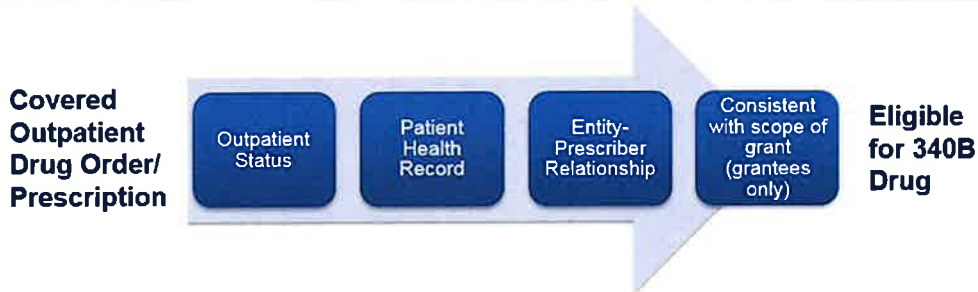 Covered
Outpatient
Drug Order/
Prescription
Outpatient
Status
Patient
Health
Record
Entity-
Prescriber
Relationship
Consistent
with scope of
grant
(grantees
only)
Eligible
for 340B
Drug